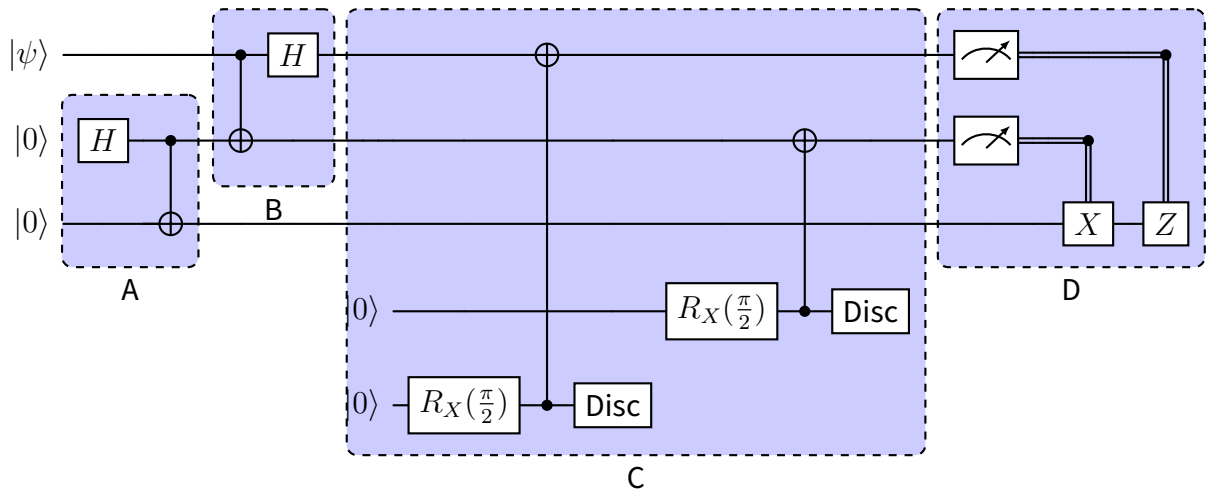 |ψ⟩ H
|0⟩ H
B
|0⟩ X Z
A D
|0⟩ R_X(π/2) Disc
|0⟩ R_X(π/2) Disc
C